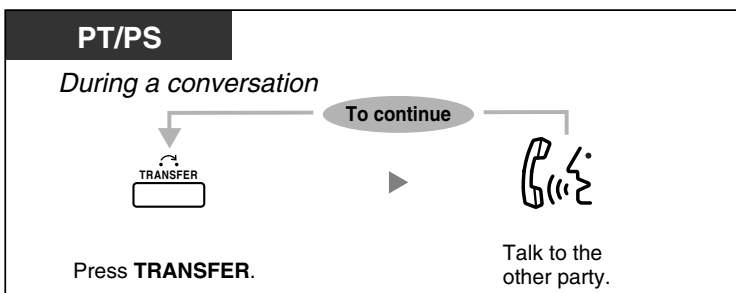 PT/PS
During a conversation
To continue
TRANSFER
Press TRANSFER.
Talk to the
other party.